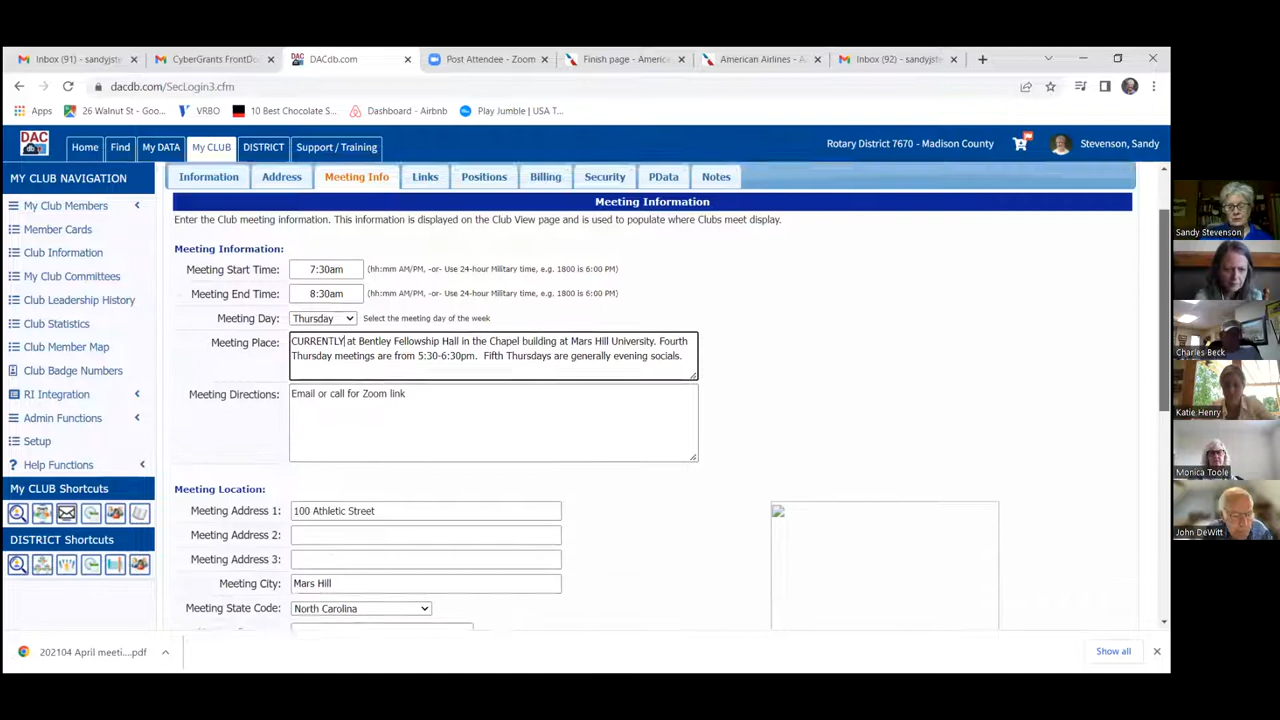 Inbox (91) - sandyjste
CyberGrants FrontDo
DACdb.com
Post Attendee - Zoom
Finish page - Americ
American Airlines - A
Inbox (92) - sandyjste
dacdb.com/SecLogin3.cfm
Apps
26 Walnut St - Goo...
VRBO
10 Best Chocolate S...
Dashboard - Airbnb
Play Jumble | USA T...
DAC
db
Home
Find
My DATA
My CLUB
DISTRICT
Support / Training
Rotary District 7670 - Madison County
Stevenson, Sandy
MY CLUB NAVIGATION
My Club Members
Member Cards
Club Information
My Club Committees
Club Leadership History
Club Statistics
Club Member Map
Club Badge Numbers
RI Integration
Admin Functions
Setup
Help Functions
My CLUB Shortcuts
DISTRICT Shortcuts
Information
Address
Meeting Info
Links
Positions
Billing
Security
PData
Notes
Meeting Information
Enter the Club meeting information. This information is displayed on the Club View page and is used to populate where Clubs meet display.
Meeting Information:
Meeting Start Time: 7:30am (hh:mm AM/PM, -or- Use 24-hour Military time, e.g. 1800 is 6:00 PM)
Meeting End Time: 8:30am (hh:mm AM/PM, -or- Use 24-hour Military time, e.g. 1800 is 6:00 PM)
Meeting Day: Thursday Select the meeting day of the week
Meeting Place: CURRENTLY at Bentley Fellowship Hall in the Chapel building at Mars Hill University. Fourth
Thursday meetings are from 5:30-6:30pm. Fifth Thursdays are generally evening socials.
Meeting Directions: Email or call for Zoom link
Meeting Location:
Meeting Address 1: 100 Athletic Street
Meeting Address 2:
Meeting Address 3:
Meeting City: Mars Hill
Meeting State Code: North Carolina
202104 April meeti....pdf
Show all
Sandy Stevenson
Charles Beck
Katie Henry
Monica Toole
John DeWitt